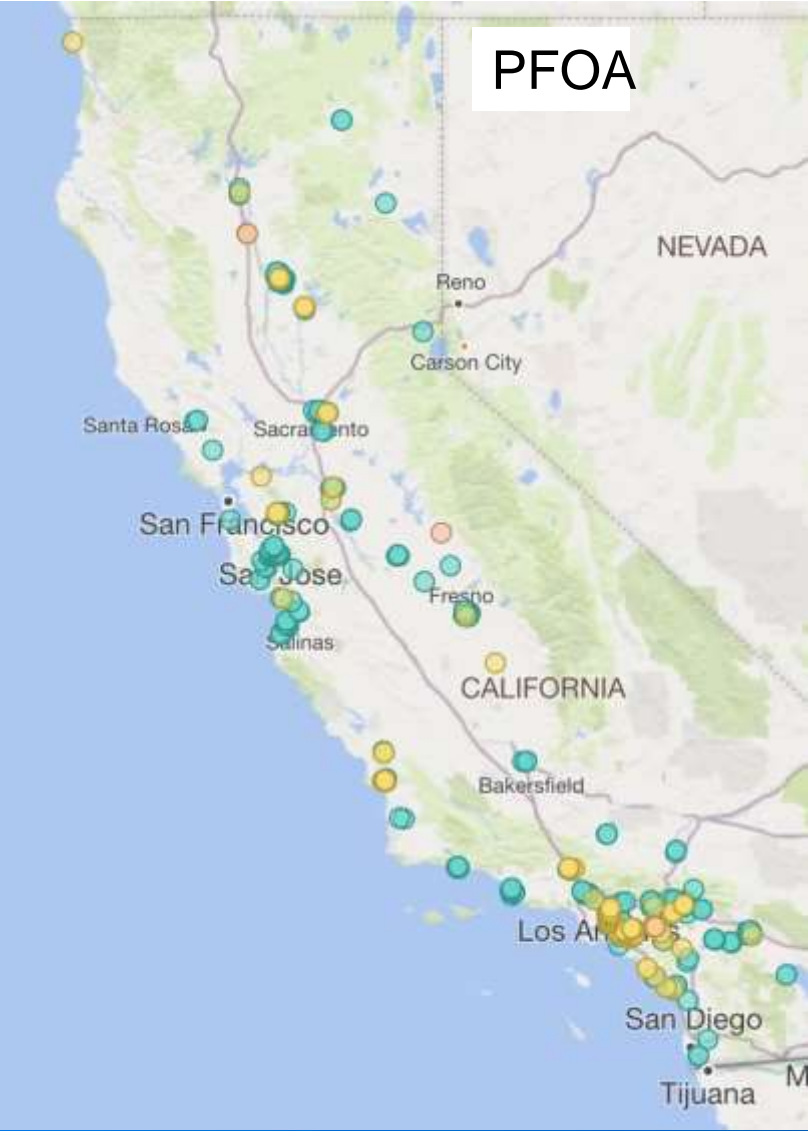 PFOA
NEVADA
Reno
Carson City
Santa Rosa
Sacramento
San Francisco
San Jose
Fresno
Salinas
CALIFORNIA
Bakersfield
Los Angeles
San Diego
Tijuana
M